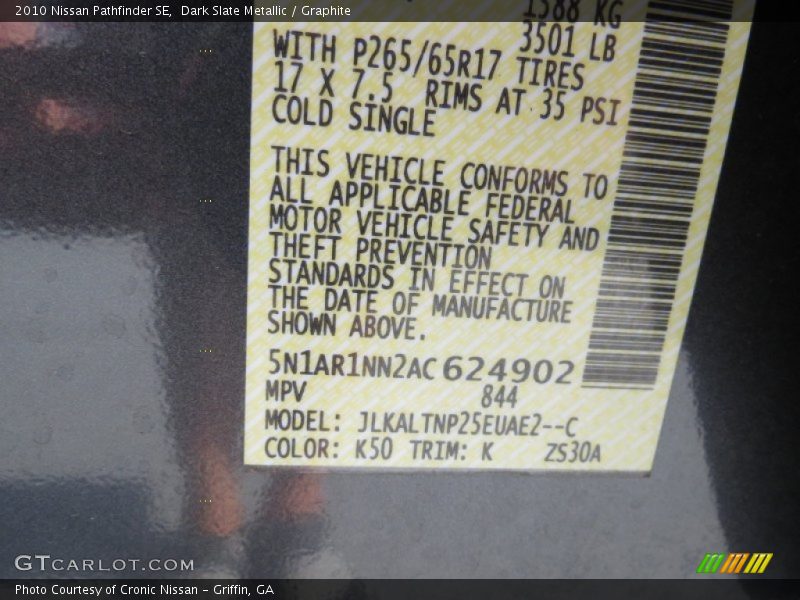 2010 Nissan Pathfinder SE, Dark Slate Metallic / Graphite
1588 KG
3501 LB
WITH P265/65R17 TIRES
17 X 7.5 RIMS AT 35 PSI
COLD SINGLE
THIS VEHICLE CONFORMS TO
ALL APPLICABLE FEDERAL
MOTOR VEHICLE SAFETY AND
THEFT PREVENTION
STANDARDS IN EFFECT ON
THE DATE OF MANUFACTURE
SHOWN ABOVE.
5N1AR1NN2AC624902
MPV 844
MODEL: JLKALTNP25EUAE2--C
COLOR: K50 TRIM: K ZS30A
GTCARLOT.COM
Photo Courtesy of Cronic Nissan - Griffin, GA